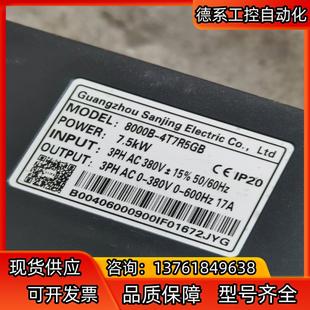 德系工控自动化
Guangzhou Sanjing Electric Co., Ltd
MODEL: 8000B-4T7R5GB
POWER: 7.5kW
INPUT: 3PH AC 380V ± 15% 50/60Hz
OUTPUT: 3PH AC 0-380V 0-600Hz 17A
CE IP20
B00406000900IF01672JYG
现货供应
咨询：13761849638
可开发票
品质保障
型号齐全